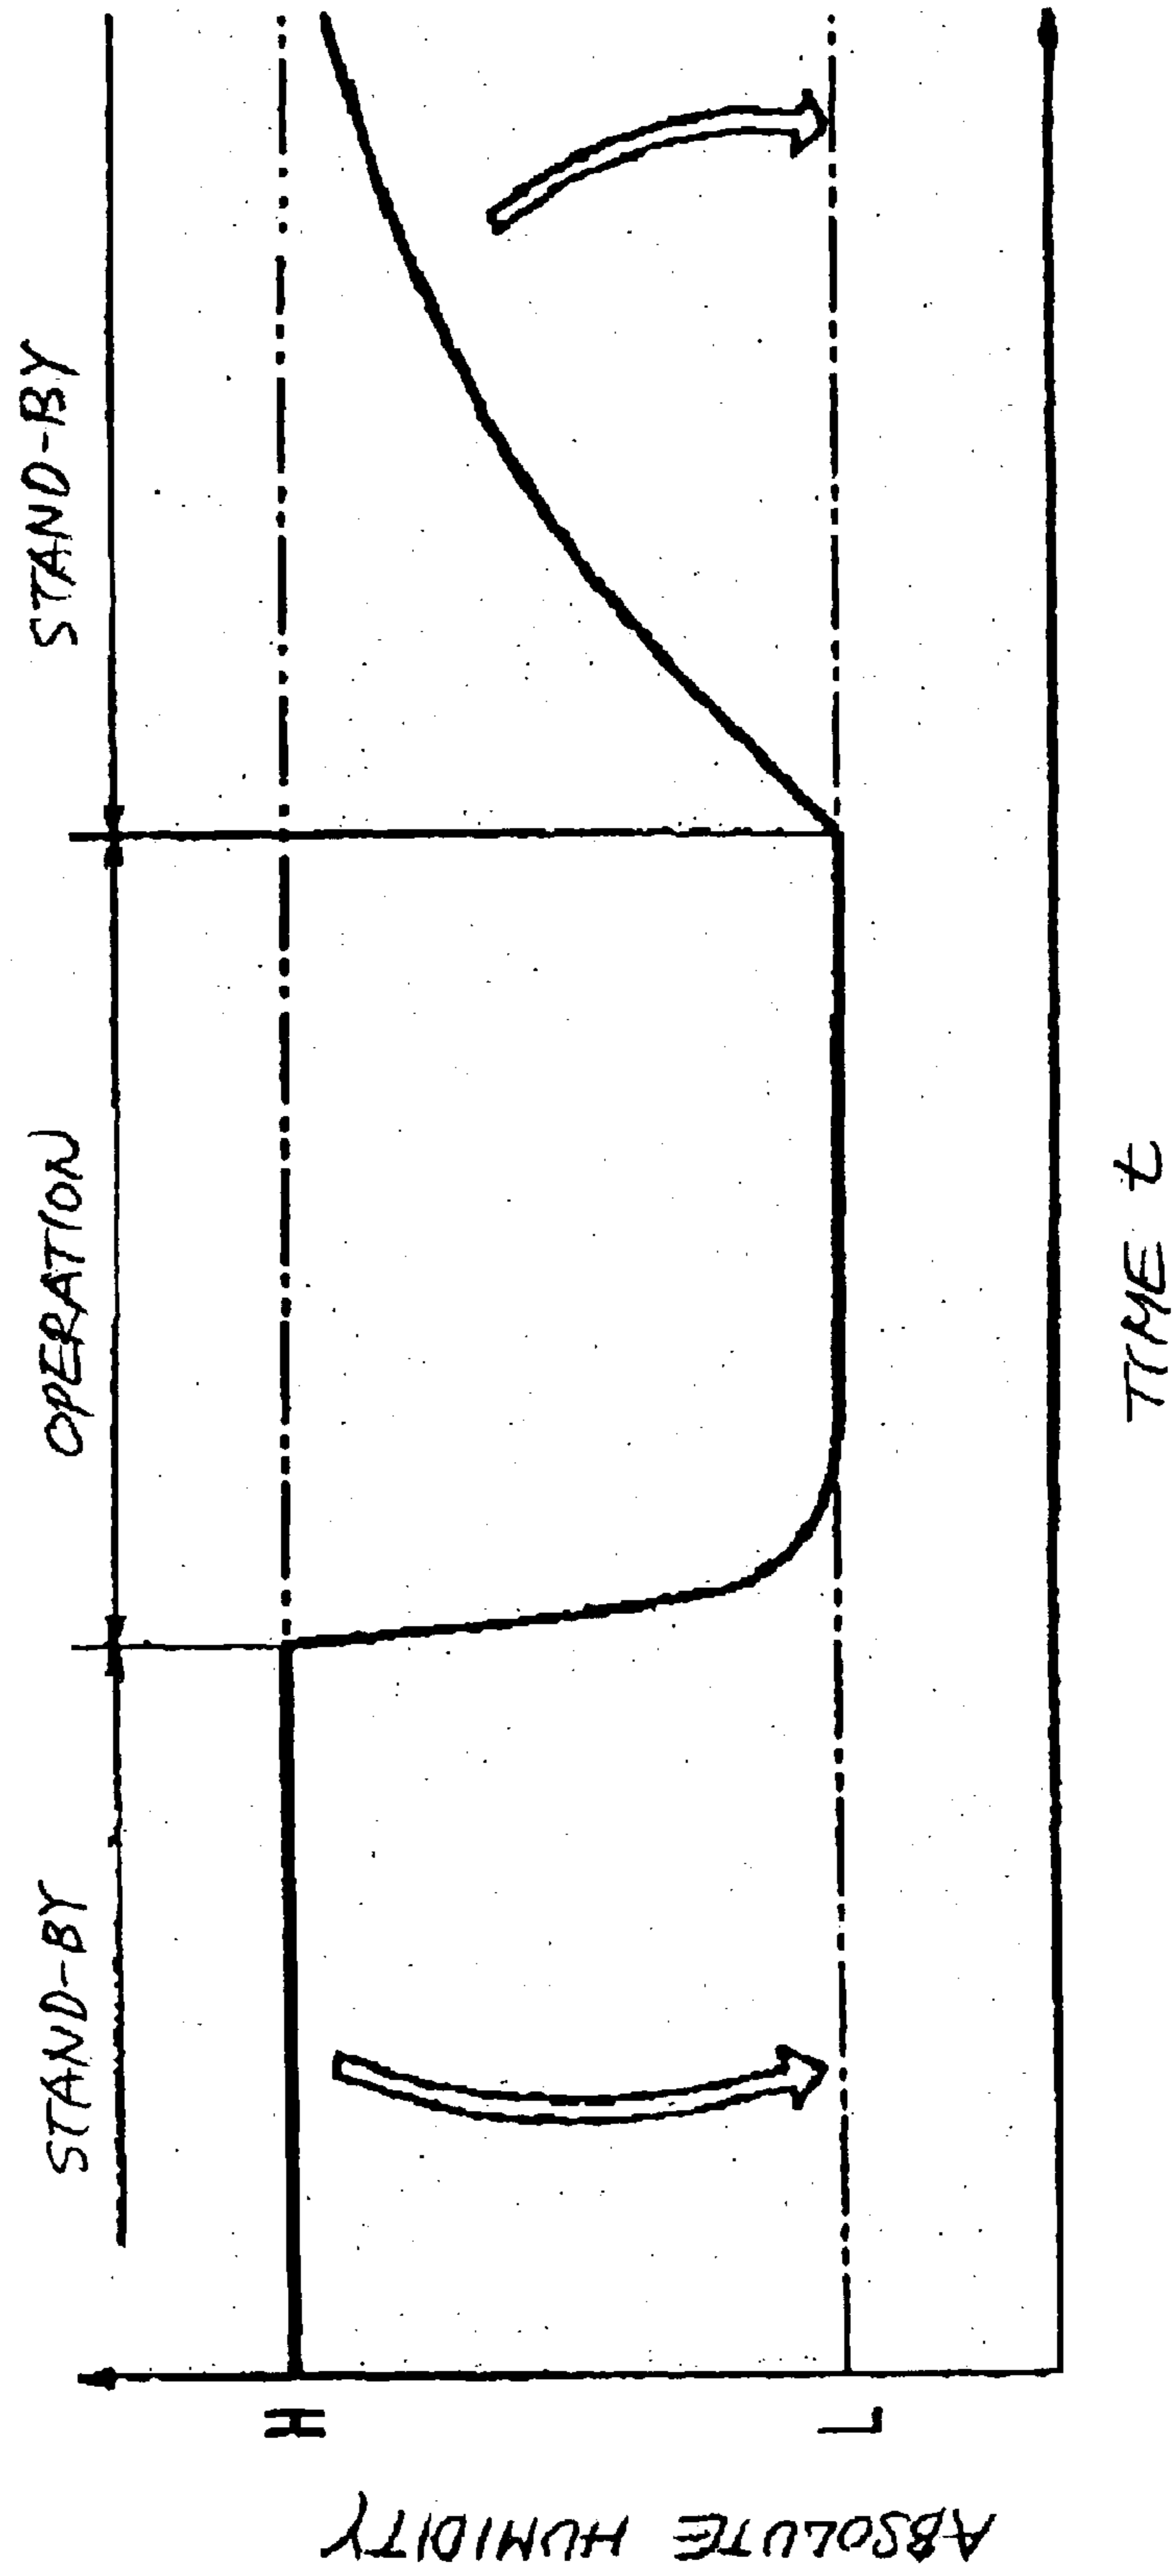 STAND-BY
OPERATION
STAND-BY
H
L
ABSOLUTE HUMIDITY
TIME t